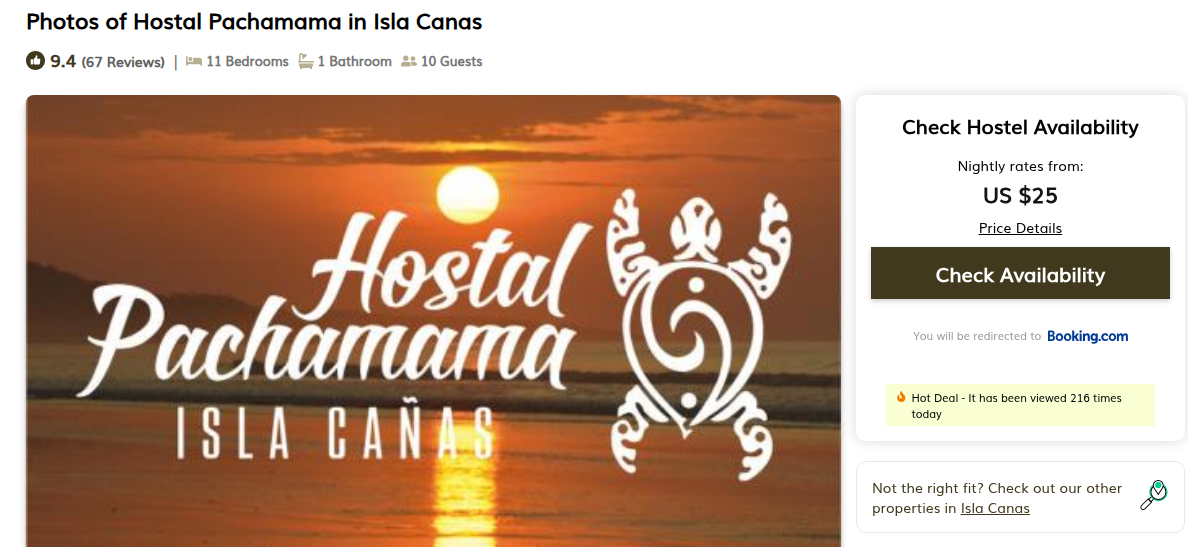 Photos of Hostal Pachamama in Isla Canas
9.4 (67 Reviews) | 11 Bedrooms 1 Bathroom 10 Guests
Hostal
Pachamama
ISLA CAÑAS
Check Hostel Availability
Nightly rates from:
US $25
Price Details
Check Availability
You will be redirected to Booking.com
Hot Deal - It has been viewed 216 times
today
Not the right fit? Check out our other
properties in Isla Canas